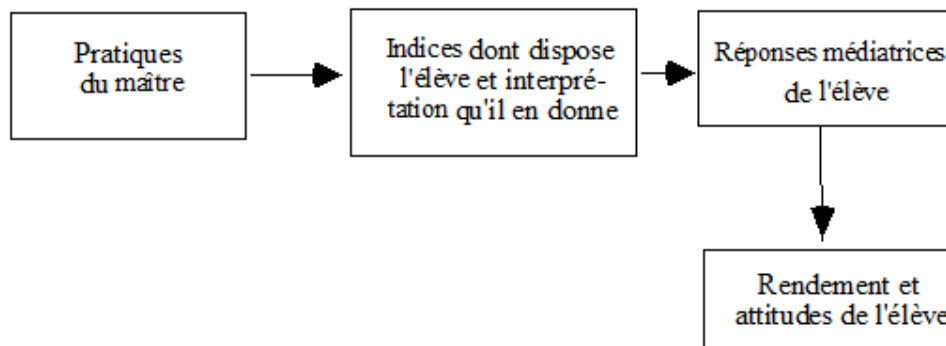 Pratiques
du maître
Indices dont dispose
l'élève et interpré-
tation qu'il en donne
Réponses médiatrices
de l'élève
Rendement et
attitudes de l'élève